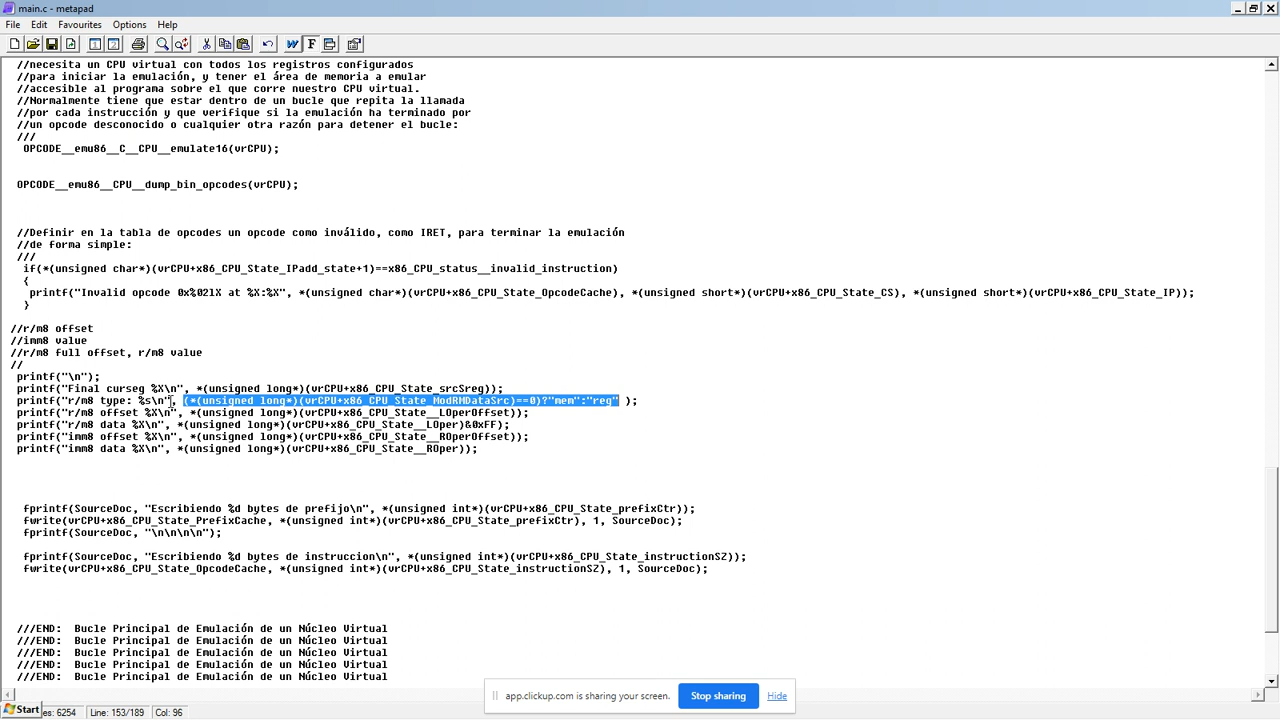 main.c - metapad
File Edit Favourites Options Help
//necesita un CPU virtual con todos los registros configurados
//para iniciar la emulación, y tener el área de memoria a emular
//accesible al programa sobre el que corre nuestro CPU virtual.
//Normalmente tiene que estar dentro de un bucle que repita la llamada
//por cada instrucción y que verifique si la emulación ha terminado por
//un opcode desconocido o cualquier otra razón para detener el bucle:
///
OPCODE__emu86__C__CPU__emulate16(vrCPU);
OPCODE__emu86__CPU__dump_bin_opcodes(vrCPU);
//Definir en la tabla de opcodes un opcode como inválido, como IRET, para terminar la emulación
//de forma simple:
///
if(*(unsigned char*)(vrCPU+x86_CPU_State_IPadd_state+1)==x86_CPU_status__invalid_instruction)
{
printf("Invalid opcode 0x%02lX at %X:%X", *(unsigned char*)(vrCPU+x86_CPU_State_OpcodeCache), *(unsigned short*)(vrCPU+x86_CPU_State_CS), *(unsigned short*)(vrCPU+x86_CPU_State_IP));
}
//r/m8 offset
//imm8 value
//r/m8 full offset, r/m8 value
//
printf("\n");
printf("Final curseg %X\n", *(unsigned long*)(vrCPU+x86_CPU_State_srcSreg));
printf("r/m8 type: %s\n", (*(unsigned long*)(vrCPU+x86_CPU_State_ModRMDataSrc)==0)?"mem":"reg" );
printf("r/m8 offset %X\n", *(unsigned long*)(vrCPU+x86_CPU_State__LOperOffset));
printf("r/m8 data %X\n", *(unsigned long*)(vrCPU+x86_CPU_State__LOper)&0xFF);
printf("imm8 offset %X\n", *(unsigned long*)(vrCPU+x86_CPU_State__ROperOffset));
printf("imm8 data %X\n", *(unsigned long*)(vrCPU+x86_CPU_State__ROper));
fprintf(SourceDoc, "Escribiendo %d bytes de prefijo\n", *(unsigned int*)(vrCPU+x86_CPU_State_prefixCtr));
fwrite(vrCPU+x86_CPU_State_PrefixCache, *(unsigned int*)(vrCPU+x86_CPU_State_prefixCtr), 1, SourceDoc);
fprintf(SourceDoc, "\n\n\n\n");
fprintf(SourceDoc, "Escribiendo %d bytes de instruccion\n", *(unsigned int*)(vrCPU+x86_CPU_State_instructionSZ));
fwrite(vrCPU+x86_CPU_State_OpcodeCache, *(unsigned int*)(vrCPU+x86_CPU_State_instructionSZ), 1, SourceDoc);
///END: Bucle Principal de Emulación de un Núcleo Virtual
///END: Bucle Principal de Emulación de un Núcleo Virtual
///END: Bucle Principal de Emulación de un Núcleo Virtual
///END: Bucle Principal de Emulación de un Núcleo Virtual
///END: Bucle Principal de Emulación de un Núcleo Virtual
app.clickup.com is sharing your screen. Stop sharing Hide
Start es: 6254 Line: 153/189 Col: 96